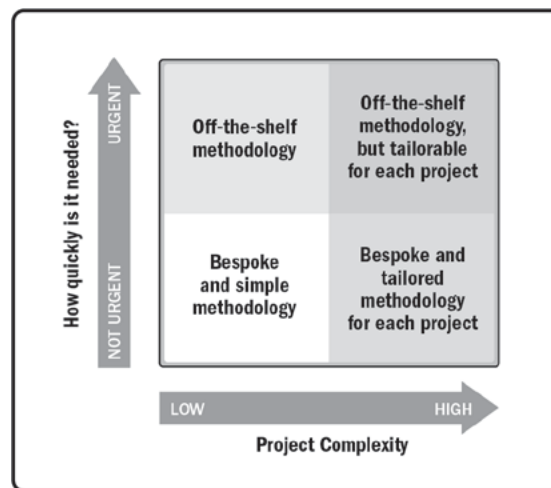 How quickly is it needed?
URGENT
NOT URGENT
Off-the-shelf
methodology
Off-the-shelf
methodology,
but tailorable
for each project
Bespoke
and simple
methodology
Bespoke and
tailored
methodology
for each project
LOW
HIGH
Project Complexity